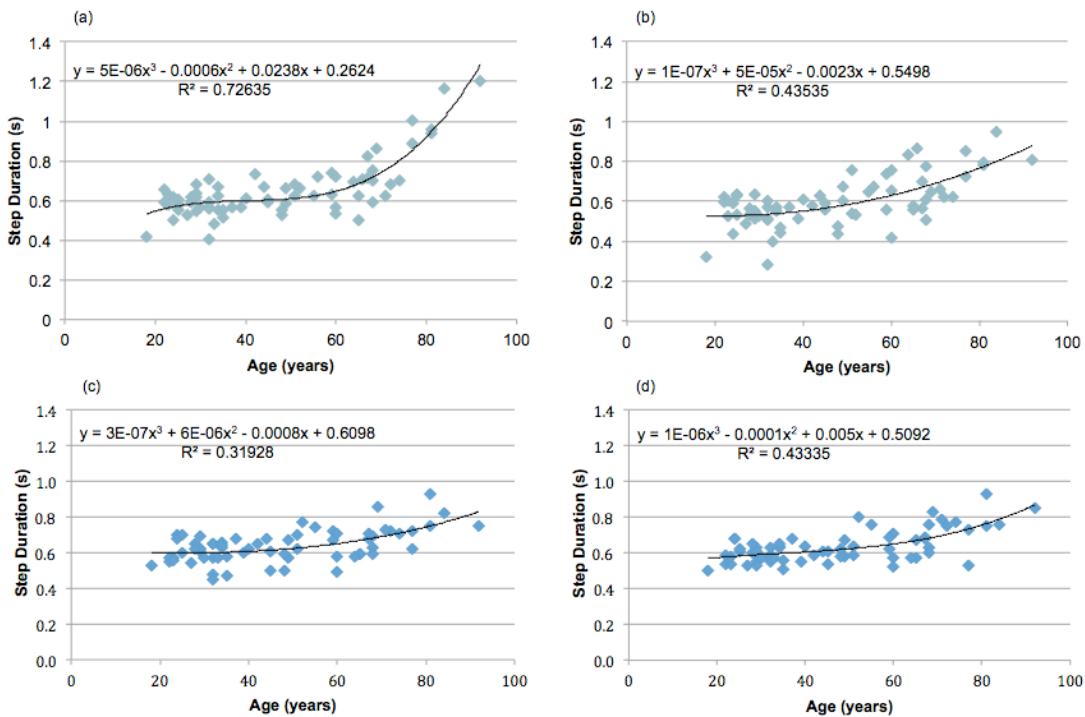 (a)
1.4
y = 5E-06x³ - 0.0006x² + 0.0238x + 0.2624
R² = 0.72635
1.2
1
0.8
0.6
0.4
0.2
0
0 20 40 60 80 100
Step Duration (s)
Age (years)
(b)
1.4
y = 1E-07x³ + 5E-05x² - 0.0023x + 0.5498
R² = 0.43535
1.2
1
0.8
0.6
0.4
0.2
0
0 20 40 60 80 100
Step Duration (s)
Age (years)
(c)
1.4
y = 3E-07x³ + 6E-06x² - 0.0008x + 0.6098
R² = 0.31928
1.2
1.0
0.8
0.6
0.4
0.2
0.0
0 20 40 60 80 100
Step Duration (s)
Age (years)
(d)
1.4
y = 1E-06x³ - 0.0001x² + 0.005x + 0.5092
R² = 0.43335
1.2
1.0
0.8
0.6
0.4
0.2
0.0
0 20 40 60 80 100
Step Duration (s)
Age (years)